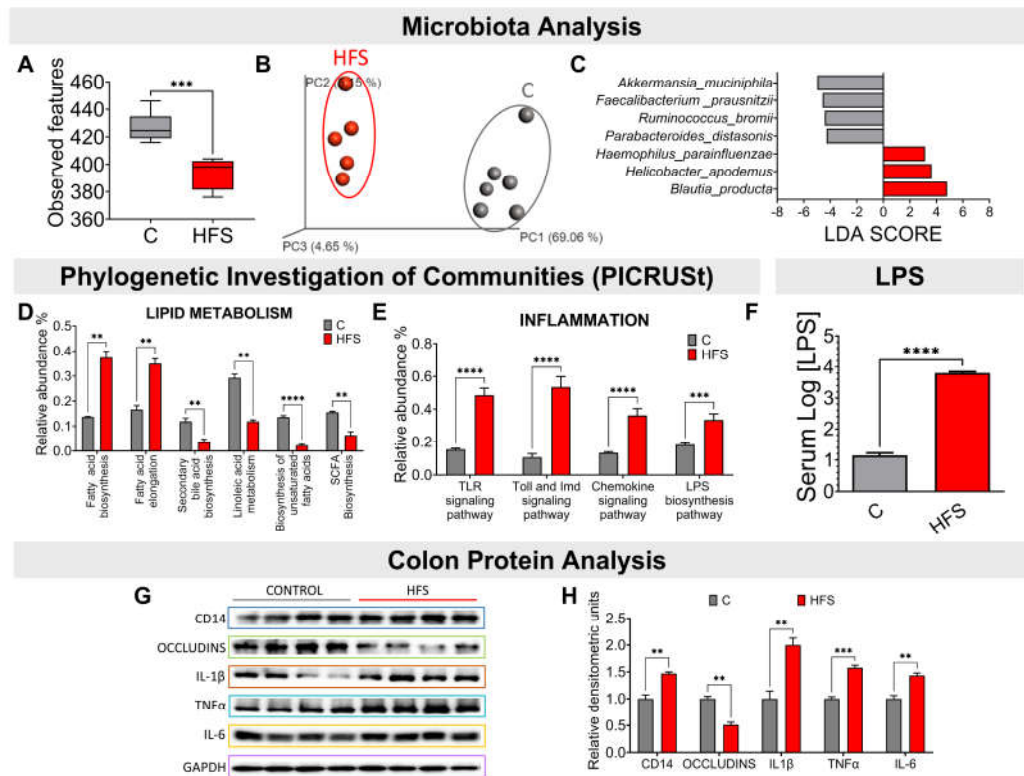 Microbiota Analysis
A
Observed features
460
440
420
400
380
360
***
C
HFS
B
HFS
PC2 ( .15 %)
C
PC3 (4.65 %)
PC1 (69.06 %)
C
Akkermansia_muciniphila
Faecalibacterium _prausnitzii
Ruminococcus_bromii
Parabacteroides_distasonis
Haemophilus_parainfluenzae
Helicobacter_apodemus
Blautia_producta
-8 -6 -4 -2 0 2 4 6 8
LDA SCORE
Phylogenetic Investigation of Communities (PICRUSt)
D
LIPID METABOLISM
C
HFS
Relative abundance %
0.5
0.4
0.3
0.2
0.1
0.0
** ** ** ** **** **
Fatty acid
biosynthesis
Fatty acid
elongation
Secondary
bile acid
biosynthesis
Linoleic acid
metabolism
Biosynthesis of
unsaturated
fatty acids
SCFA
Biosynthesis
E
INFLAMMATION
C
HFS
Relative abundance %
0.8
0.6
0.4
0.2
0.0
**** **** **** ***
TLR
signaling
pathway
Toll and Imd
signaling
pathway
Chemokine
signaling
pathway
LPS
biosynthesis
pathway
LPS
F
Serum Log [LPS]
5
4
3
2
1
0
****
C
HFS
Colon Protein Analysis
G
CONTROL HFS
CD14
OCCLUDINS
IL-1β
TNFα
IL-6
GAPDH
H
C HFS
Relative densitometric units
2.5
2.0
1.5
1.0
0.5
0.0
** ** ** *** **
CD14 OCCLUDINS IL1β TNFα IL-6